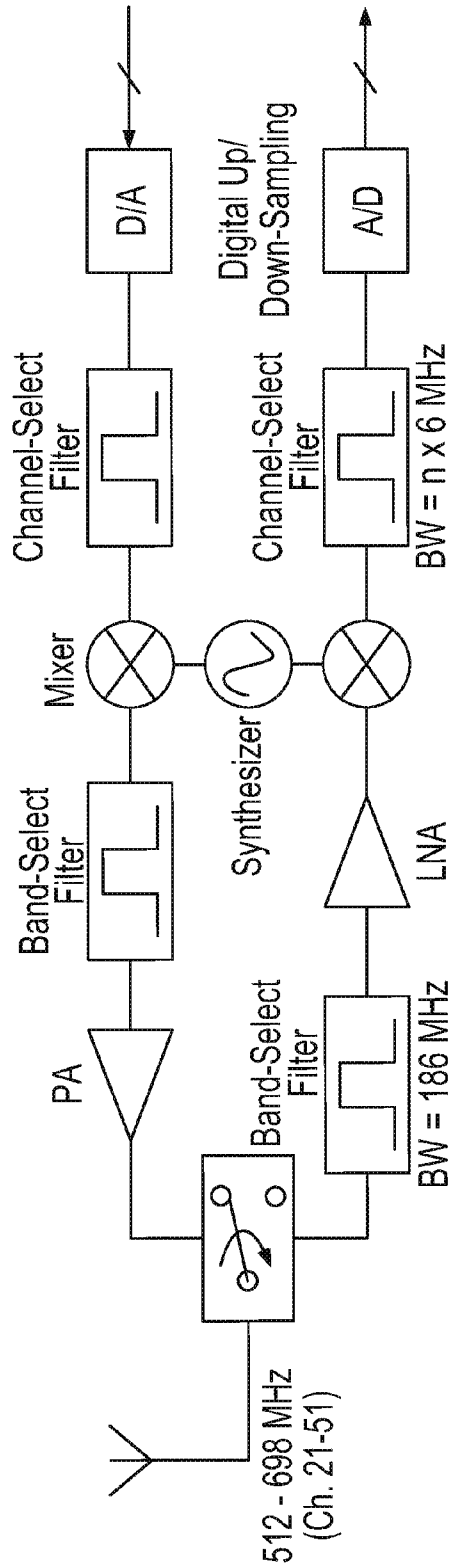 D/A
Channel-Select
Filter
Mixer
Band-Select
Filter
PA
Synthesizer
512 - 698 MHz
(Ch. 21-51)
Band-Select
Filter
BW = 186 MHz
LNA
Channel-Select
Filter
BW = n x 6 MHz
Digital Up/
Down-Sampling
A/D